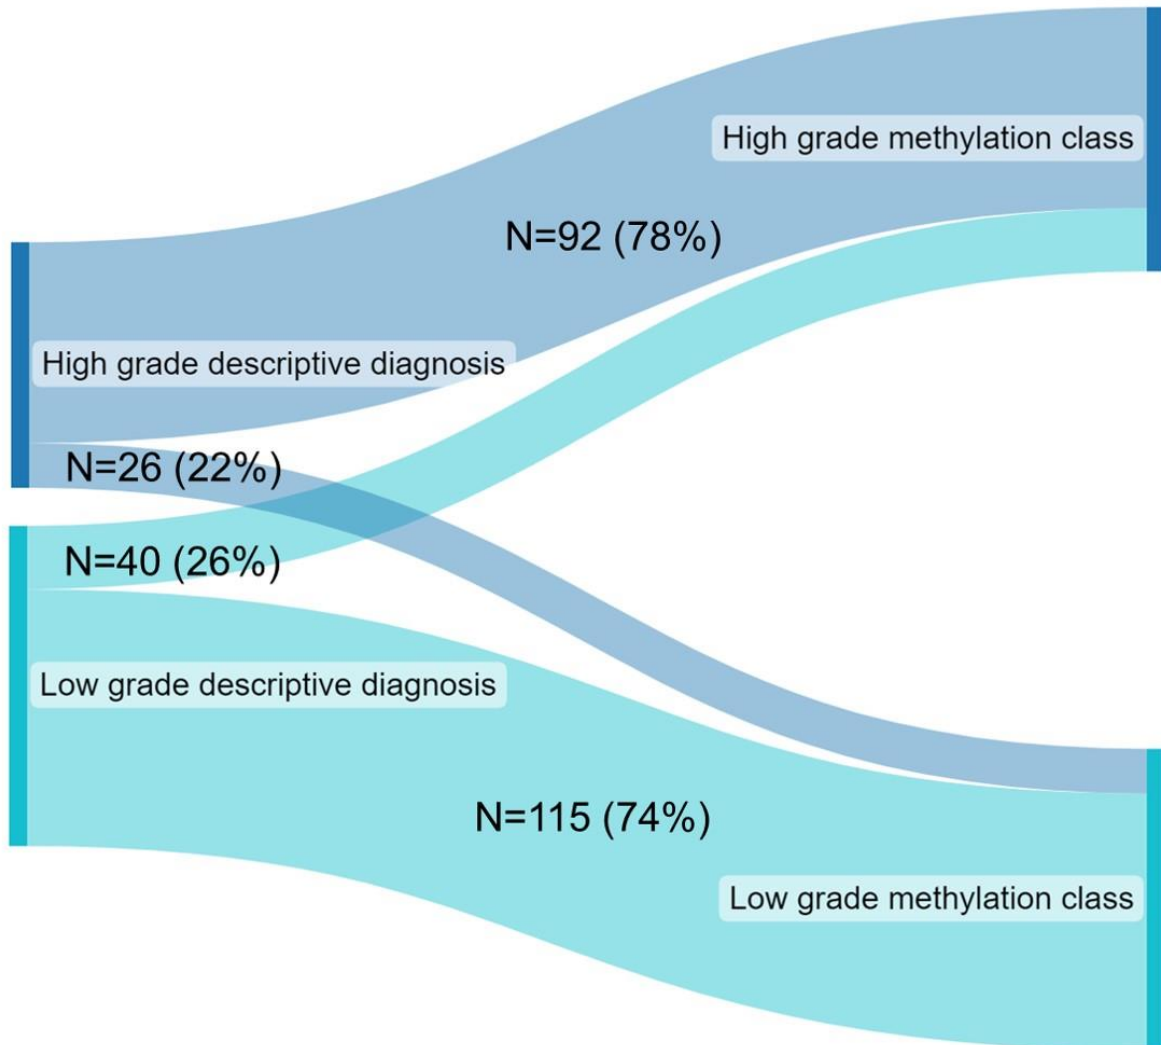 High grade methylation class
N=92 (78%)
High grade descriptive diagnosis
N=26 (22%)
N=40 (26%)
Low grade descriptive diagnosis
N=115 (74%)
Low grade methylation class